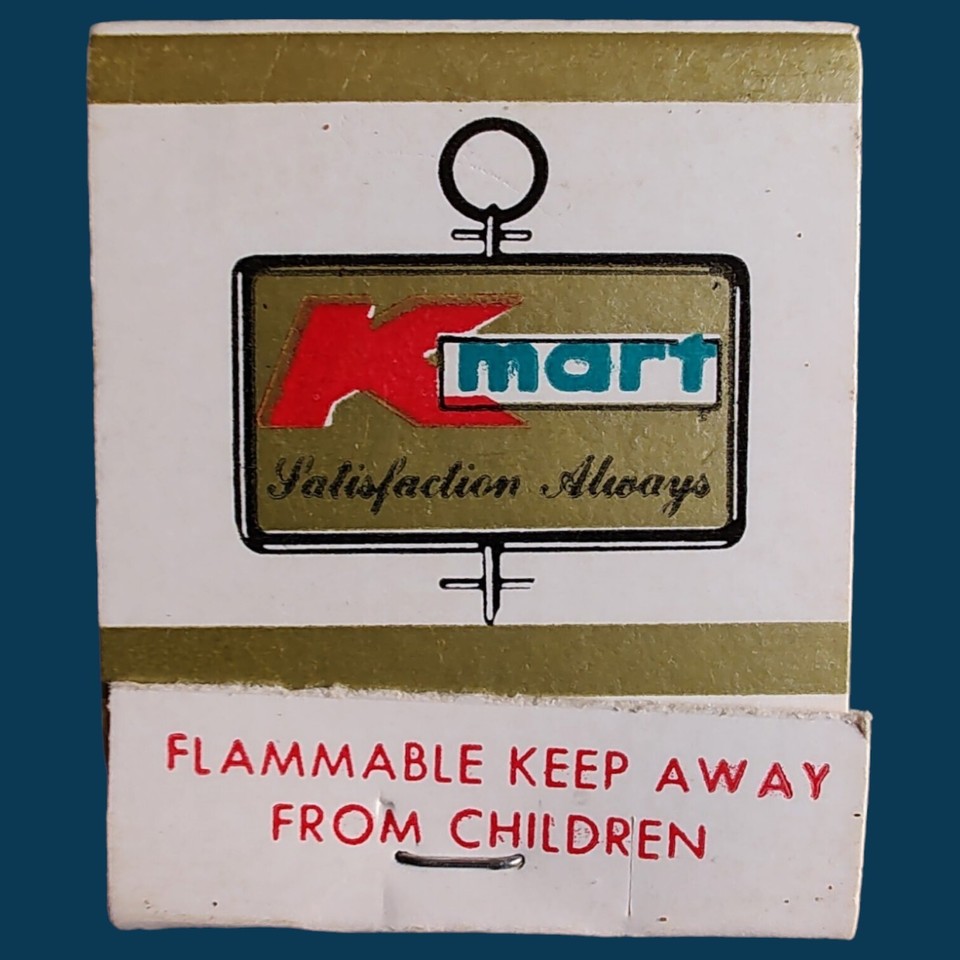 Kmart
Satisfaction Always
FLAMMABLE KEEP AWAY
FROM CHILDREN